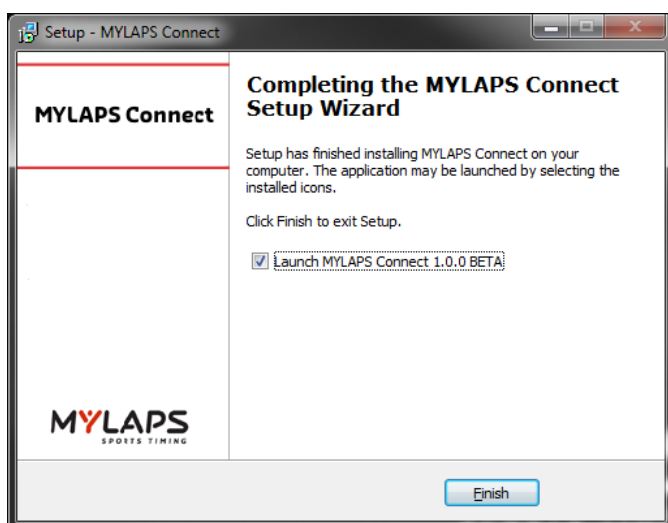 Setup - MYLAPS Connect
MYLAPS Connect
Completing the MYLAPS Connect
Setup Wizard
Setup has finished installing MYLAPS Connect on your
computer. The application may be launched by selecting the
installed icons.
Click Finish to exit Setup.
Launch MYLAPS Connect 1.0.0 BETA
MYLAPS
SPORTS TIMING
Finish